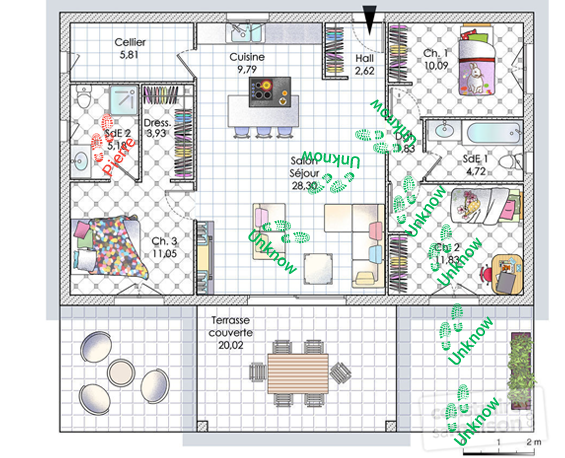 Cellier
5,81
Cuisine
9,79
Hall
2,62
Ch. 1
10,09
SdE 2
5,18
Pierre
Dress.
3,93
Unknow
3,83
Salon
Séjour
28,30
Unknow
SdE 1
4,72
Unknow
Unknow
Ch. 3
11,05
Ch. 2
11,83
Unknow
Terrasse
couverte
20,02
Unknow
Unknow
1 2 m